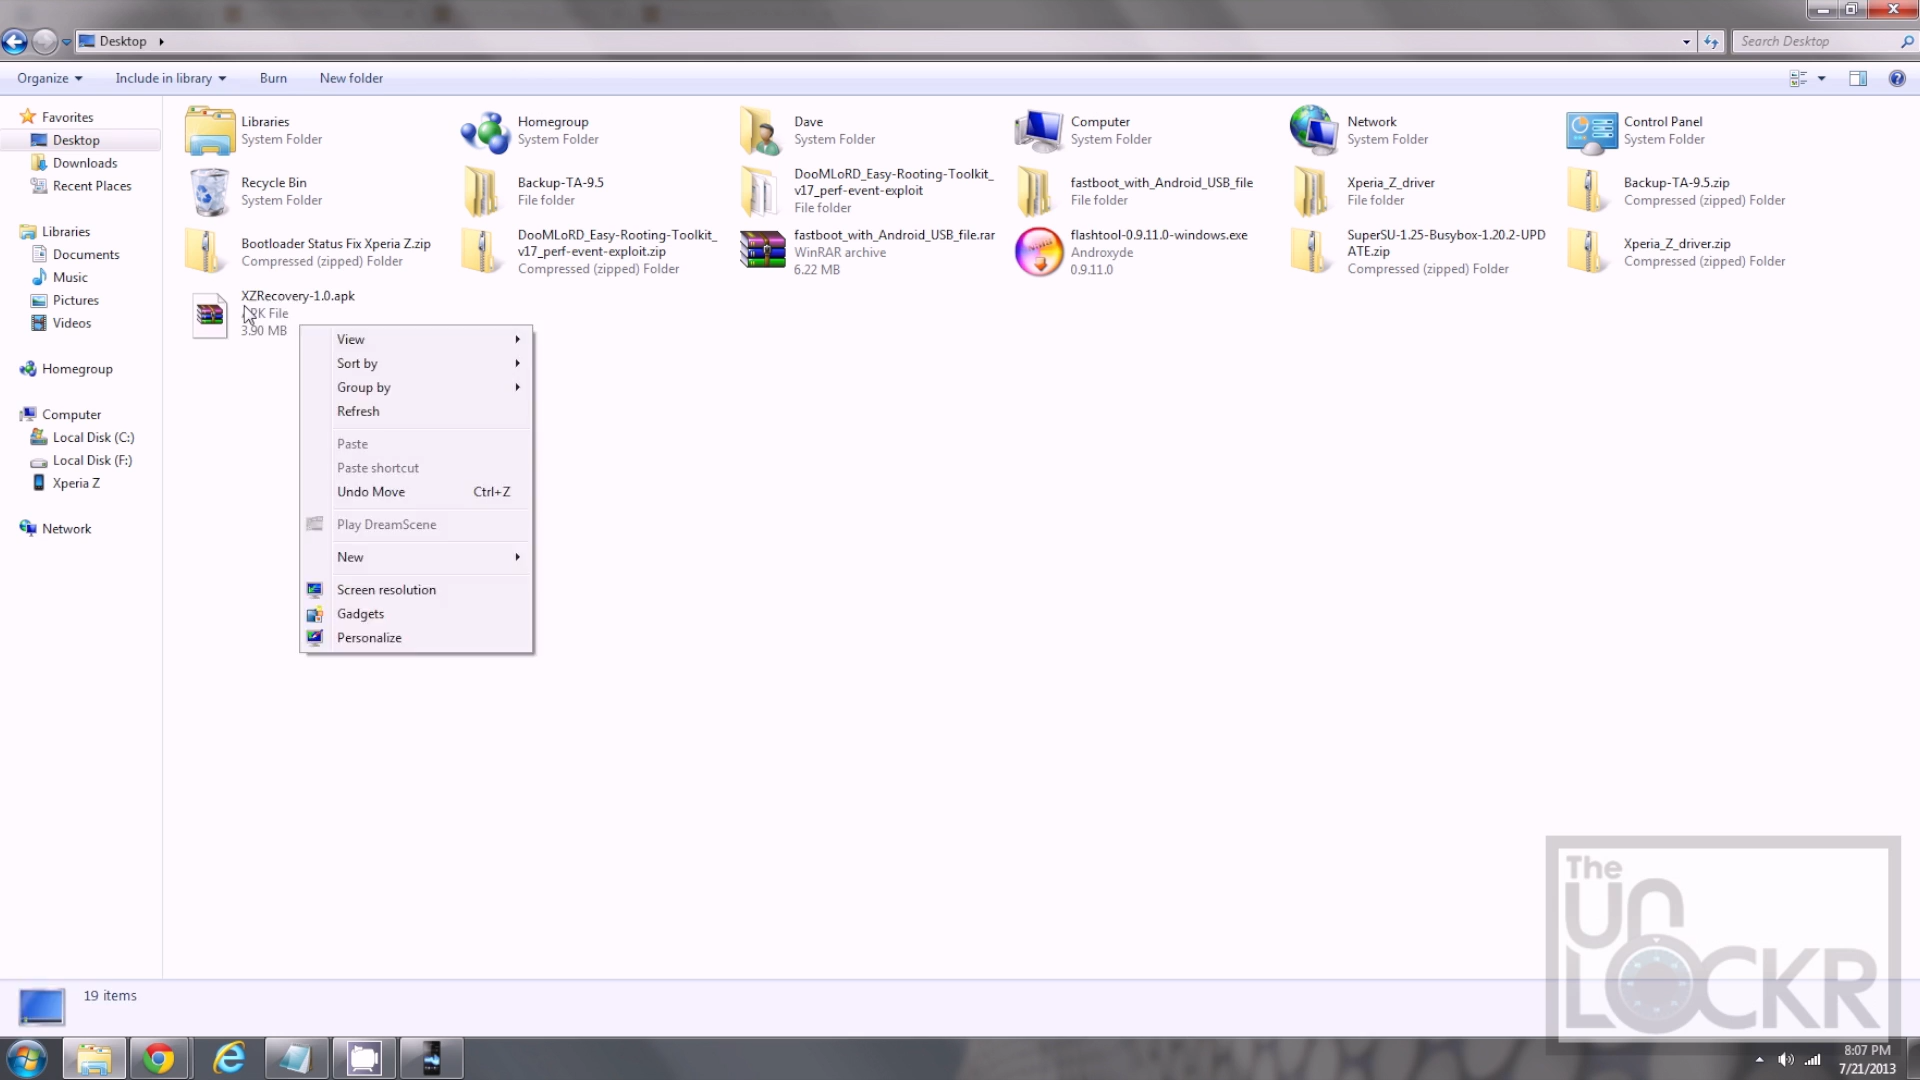 Desktop
Search Desktop
Organize
Include in library
Burn
New folder
Favorites
Desktop
Downloads
Recent Places
Libraries
Documents
Music
Pictures
Videos
Homegroup
Computer
Local Disk (C:)
Local Disk (F:)
Xperia Z
Network
Libraries
System Folder
Homegroup
System Folder
Dave
System Folder
Computer
System Folder
Network
System Folder
Control Panel
System Folder
Recycle Bin
System Folder
Backup-TA-9.5
File folder
DooMLoRD_Easy-Rooting-Toolkit_
v17_perf-event-exploit
File folder
fastboot_with_Android_USB_file
File folder
Xperia_Z_driver
File folder
Backup-TA-9.5.zip
Compressed (zipped) Folder
Bootloader Status Fix Xperia Z.zip
Compressed (zipped) Folder
DooMLoRD_Easy-Rooting-Toolkit_
v17_perf-event-exploit.zip
Compressed (zipped) Folder
fastboot_with_Android_USB_file.rar
WinRAR archive
6.22 MB
flashtool-0.9.11.0-windows.exe
Androxyde
0.9.11.0
SuperSU-1.25-Busybox-1.20.2-UPD
ATE.zip
Compressed (zipped) Folder
Xperia_Z_driver.zip
Compressed (zipped) Folder
XZRecovery-1.0.apk
APK File
3.90 MB
View
Sort by
Group by
Refresh
Paste
Paste shortcut
Undo Move Ctrl+Z
Play DreamScene
New
Screen resolution
Gadgets
Personalize
19 items
The
UN
LOCKR
8:07 PM
7/21/2013